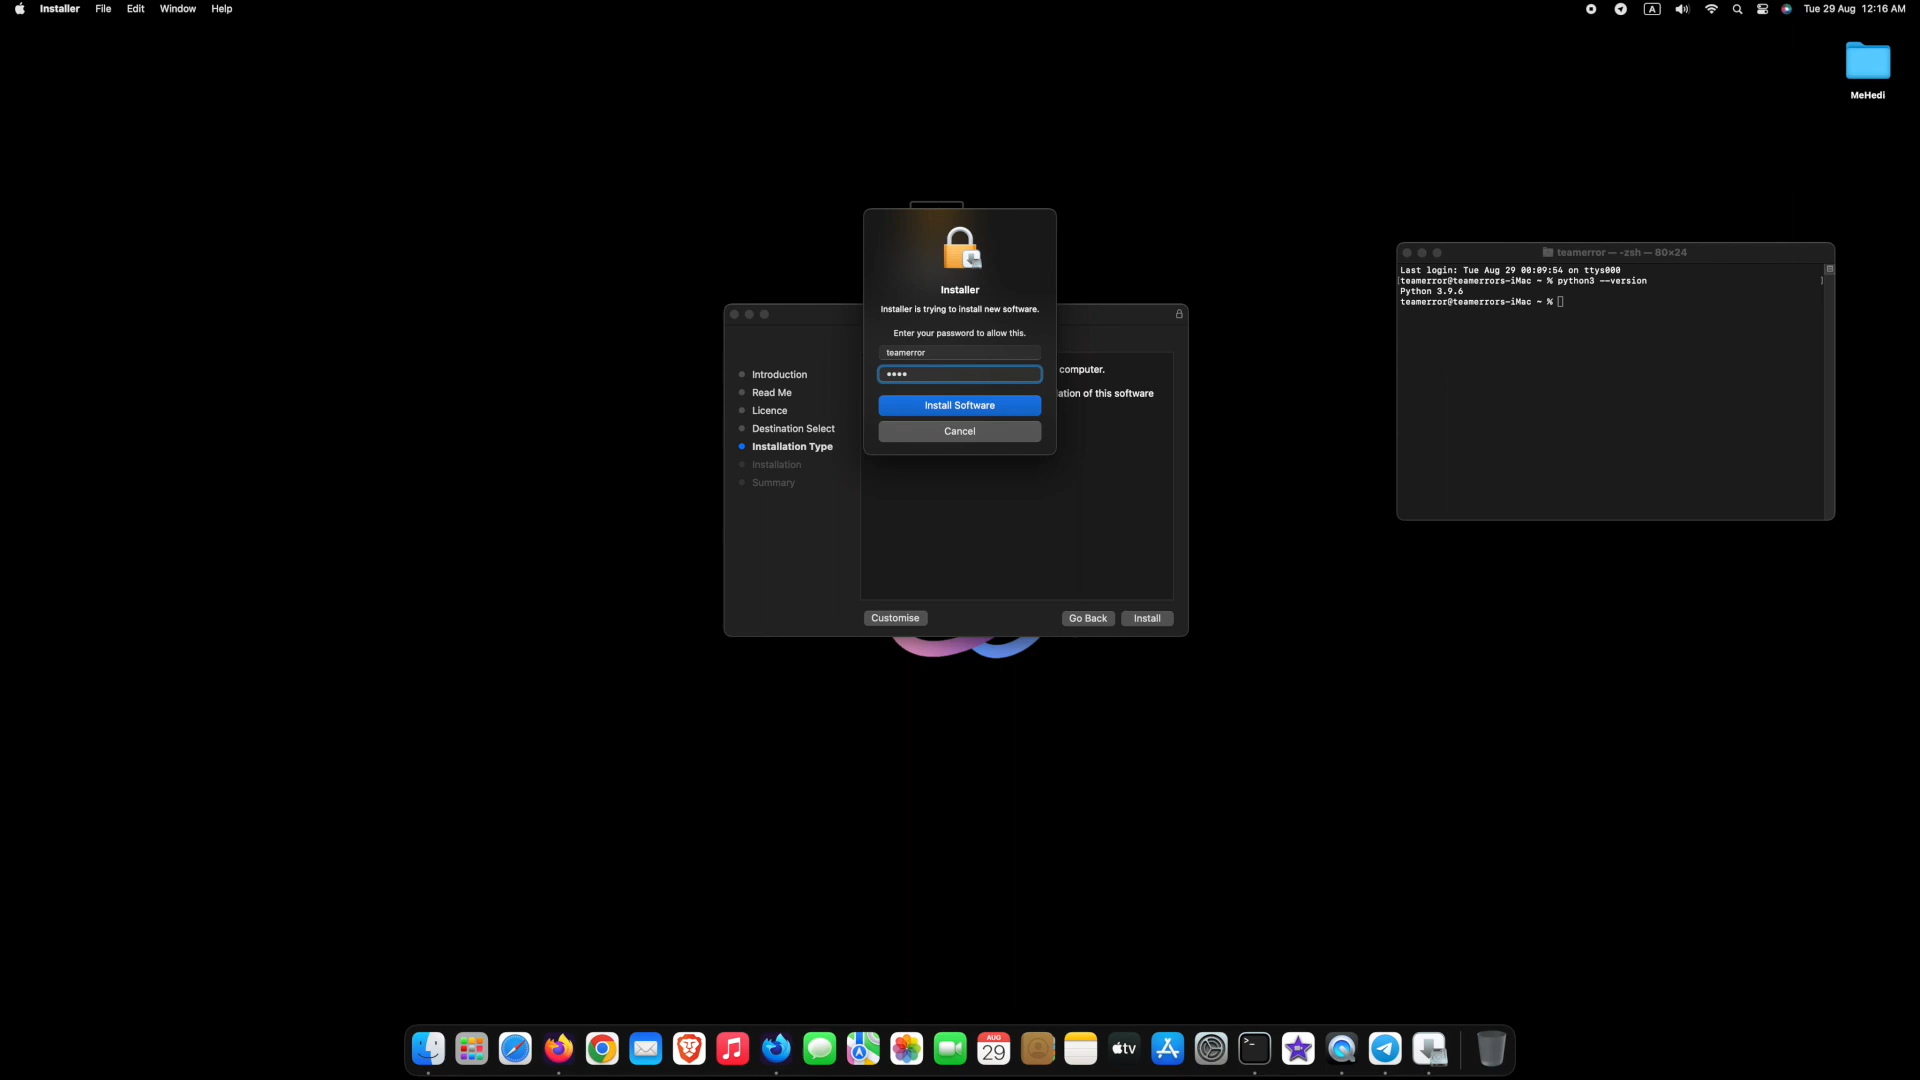 Installer File Edit Window Help
A
Tue 29 Aug 12:16 AM
MeHedi
Installer
Installer is trying to install new software.
Enter your password to allow this.
teamerror
••••
Install Software
Cancel
computer.
ation of this software
Introduction
Read Me
Licence
Destination Select
Installation Type
Installation
Summary
Customise
Go Back
Install
teamerror — -zsh — 80×24
Last login: Tue Aug 29 00:09:54 on ttys000
[teamerror@teamerrors-iMac ~ % python3 --version ]
Python 3.9.6
teamerror@teamerrors-iMac ~ %
AUG
29
tv
>_